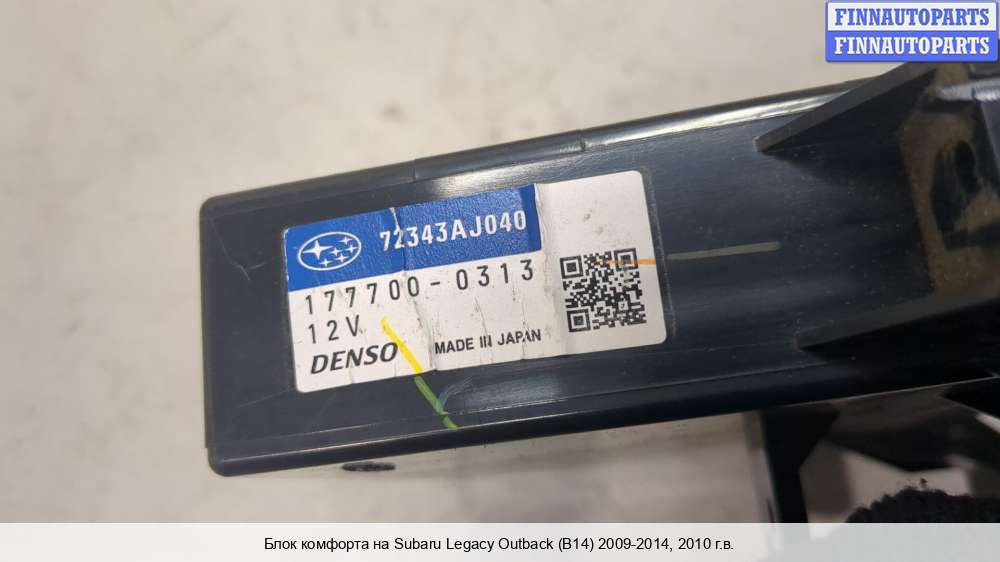 FINNAUTOPARTS
FINNAUTOPARTS
72343AJ040
177700-0313
12V
DENSO
MADE IN JAPAN
Блок комфорта на Subaru Legacy Outback (B14) 2009-2014, 2010 г.в.